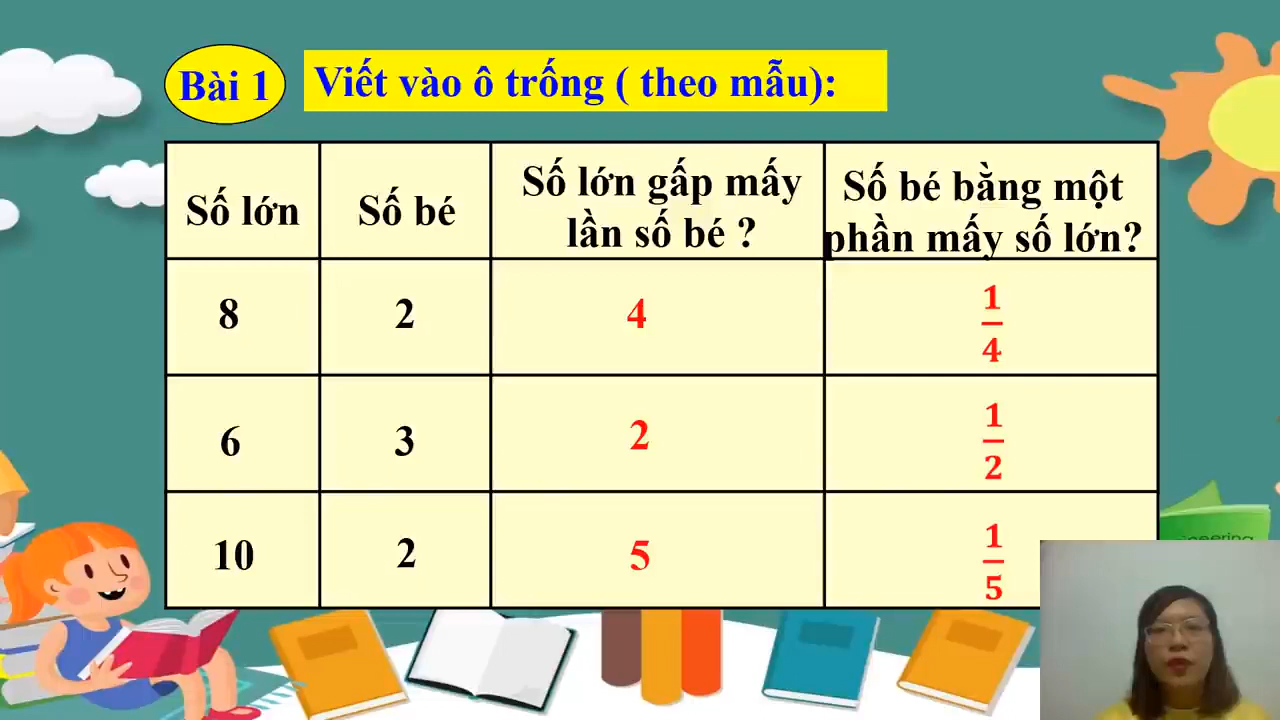 Bài 1
Viết vào ô trống ( theo mẫu):
Số lớn
Số bé
Số lớn gấp mấy
lần số bé ?
Số bé bằng một
phần mấy số lớn?
8
2
4
1
4
6
3
2
1
2
10
2
5
1
5